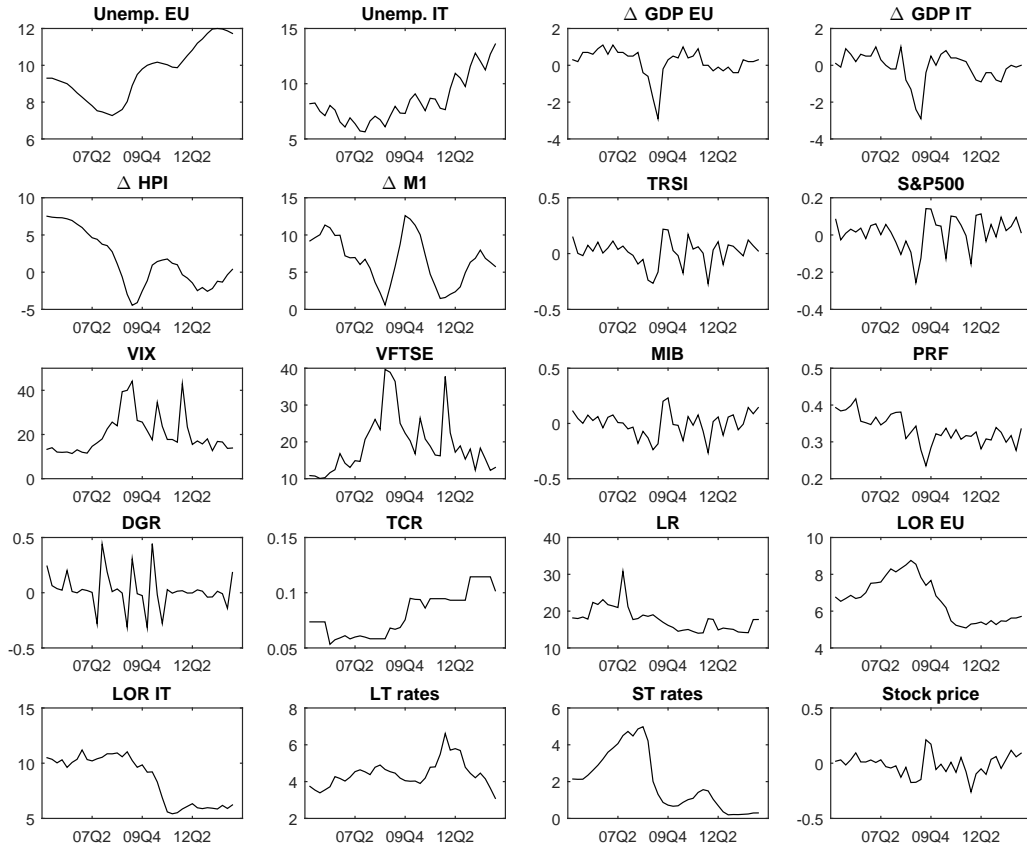 Unemp. EU
12
10
8
6
07Q2 09Q4 12Q2
Unemp. IT
15
10
5
07Q2 09Q4 12Q2
Δ GDP EU
2
0
-2
-4
07Q2 09Q4 12Q2
Δ GDP IT
2
0
-2
-4
07Q2 09Q4 12Q2
Δ HPI
10
5
0
-5
07Q2 09Q4 12Q2
Δ M1
15
10
5
0
07Q2 09Q4 12Q2
TRSI
0.5
0
-0.5
07Q2 09Q4 12Q2
S&P500
0.2
0
-0.2
-0.4
07Q2 09Q4 12Q2
VIX
40
20
0
07Q2 09Q4 12Q2
VFTSE
40
30
20
10
07Q2 09Q4 12Q2
MIB
0.5
0
-0.5
07Q2 09Q4 12Q2
PRF
0.5
0.4
0.3
0.2
07Q2 09Q4 12Q2
DGR
0.5
0
-0.5
07Q2 09Q4 12Q2
TCR
0.15
0.1
0.05
07Q2 09Q4 12Q2
LR
40
30
20
10
07Q2 09Q4 12Q2
LOR EU
10
8
6
4
07Q2 09Q4 12Q2
LOR IT
15
10
5
07Q2 09Q4 12Q2
LT rates
8
6
4
2
07Q2 09Q4 12Q2
ST rates
6
4
2
0
07Q2 09Q4 12Q2
Stock price
0.5
0
-0.5
07Q2 09Q4 12Q2